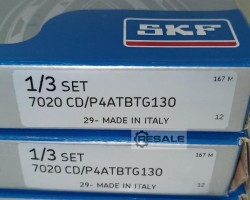 SKF
1/3 SET
167 M
7020 CD/P4ATBTG130
29- MADE IN ITALY
12
RESALE
1/3 SET
167 M
7020 CD/P4ATBTG130
29- MADE IN ITALY
12